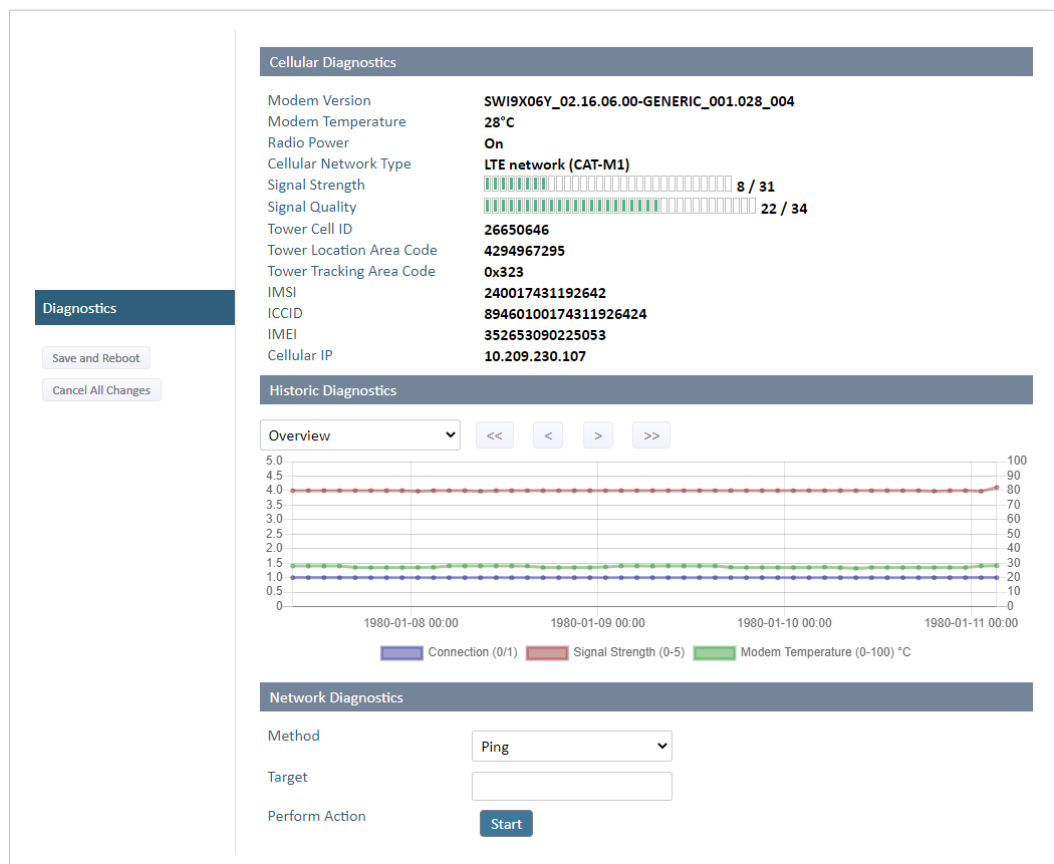 Cellular Diagnostics
Modem Version SWI9X06Y_02.16.06.00-GENERIC_001.028_004
Modem Temperature 28°C
Radio Power On
Cellular Network Type LTE network (CAT-M1)
Signal Strength 8 / 31
Signal Quality 22 / 34
Tower Cell ID 26650646
Tower Location Area Code 4294967295
Tower Tracking Area Code 0x323
IMSI 240017431192642
ICCID 89460100174311926424
IMEI 352653090225053
Cellular IP 10.209.230.107
Diagnostics
Save and Reboot
Cancel All Changes
Historic Diagnostics
Overview << < > >>
5.0 100
4.5 90
4.0 80
3.5 70
3.0 60
2.5 50
2.0 40
1.5 30
1.0 20
0.5 10
0 0
1980-01-08 00:00 1980-01-09 00:00 1980-01-10 00:00 1980-01-11 00:00
Connection (0/1) Signal Strength (0-5) Modem Temperature (0-100) °C
Network Diagnostics
Method Ping
Target
Perform Action Start